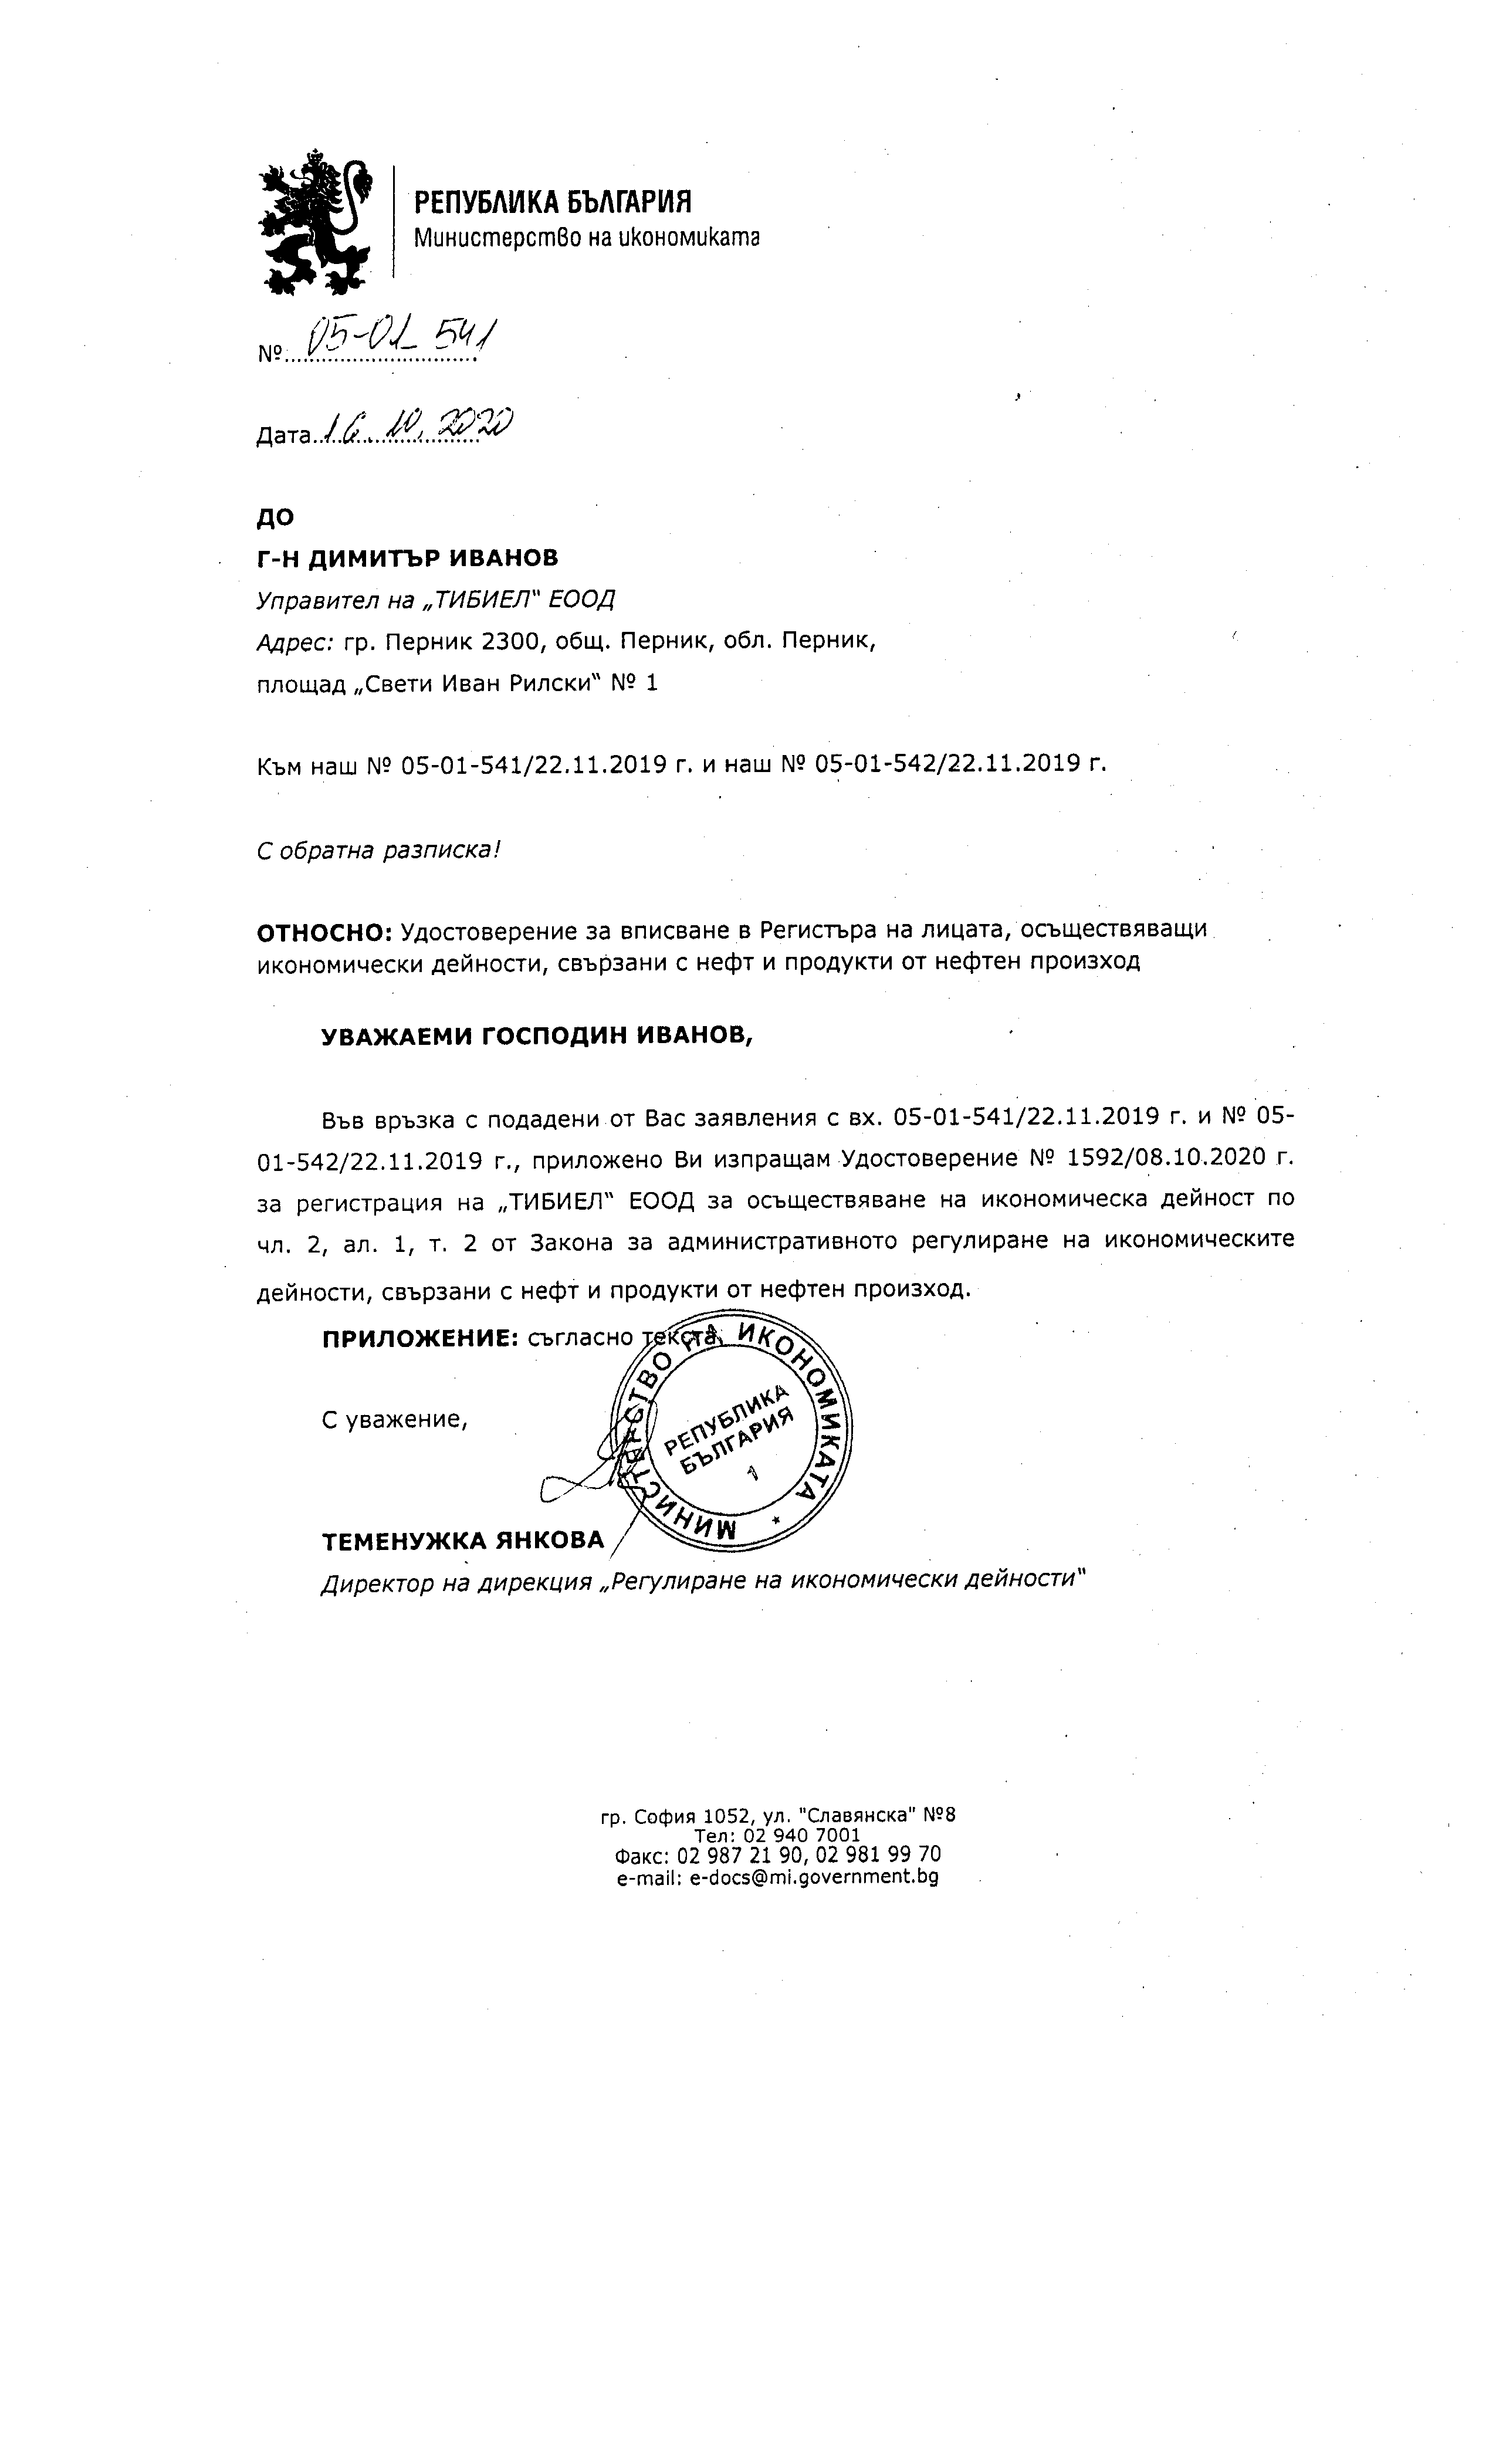 РЕПУБЛИКА БЪЛГАРИЯ
Министерство на икономиката
№ 05-01-541
Дата 16.10.2020
ДО
Г-Н ДИМИТЪР ИВАНОВ
Управител на „ТИБИЕЛ" ЕООД
Адрес: гр. Перник 2300, общ. Перник, обл. Перник,
площад „Свети Иван Рилски" № 1
Към наш № 05-01-541/22.11.2019 г. и наш № 05-01-542/22.11.2019 г.
С обратна разписка!
ОТНОСНО: Удостоверение за вписване в Регистъра на лицата, осъществяващи
икономически дейности, свързани с нефт и продукти от нефтен произход
УВАЖАЕМИ ГОСПОДИН ИВАНОВ,
Във връзка с подадени от Вас заявления с вх. 05-01-541/22.11.2019 г. и № 05-
01-542/22.11.2019 г., приложено Ви изпращам Удостоверение № 1592/08.10.2020 г.
за регистрация на „ТИБИЕЛ" ЕООД за осъществяване на икономическа дейност по
чл. 2, ал. 1, т. 2 от Закона за административното регулиране на икономическите
дейности, свързани с нефт и продукти от нефтен произход.
ПРИЛОЖЕНИЕ: съгласно текста.
МИНИСТЕРСТВО НА ИКОНОМИКАТА *
РЕПУБЛИКА
БЪЛГАРИЯ
1
С уважение,
ТЕМЕНУЖКА ЯНКОВА
Директор на дирекция „Регулиране на икономически дейности"
гр. София 1052, ул. "Славянска" №8
Тел: 02 940 7001
Факс: 02 987 21 90, 02 981 99 70
e-mail: e-docs@mi.government.bg